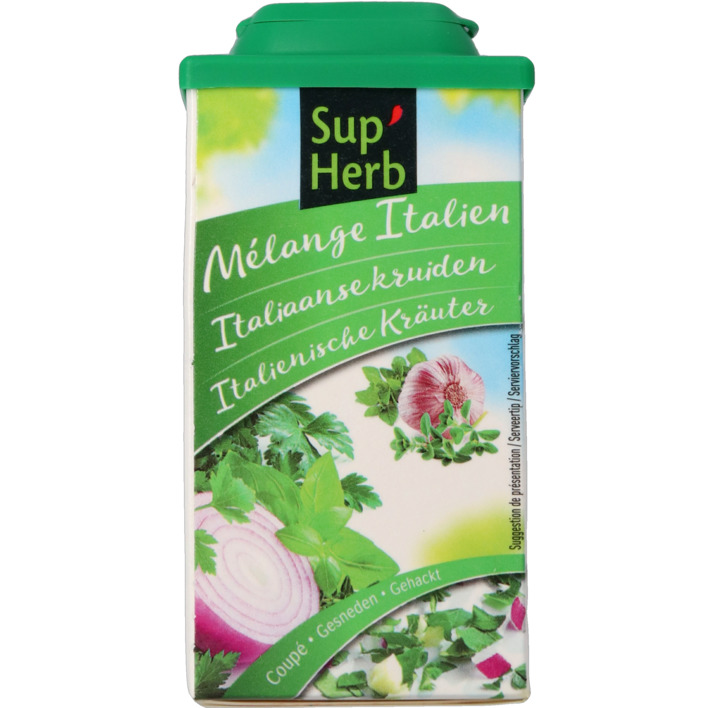 Sup'
Herb
Mélange Italien
Italiaanse kruiden
Italienische Kräuter
Suggestion de présentation / Serveertip / Serviervorschlag
Coupé • Gesneden • Gehackt